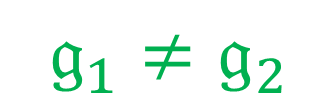 𝔤₁ ≠ 𝔤₂